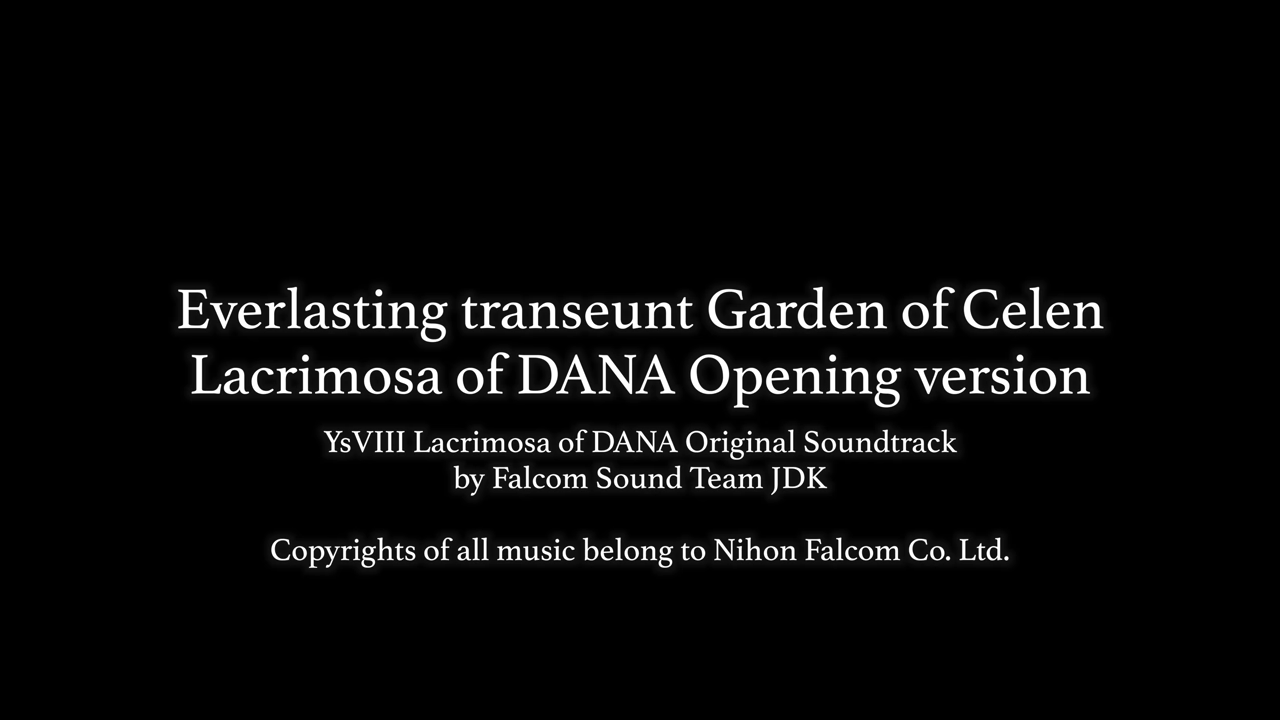 Everlasting transeunt Garden of Celen
Lacrimosa of DANA Opening version
YsVIII Lacrimosa of DANA Original Soundtrack
by Falcom Sound Team JDK
Copyrights of all music belong to Nihon Falcom Co. Ltd.